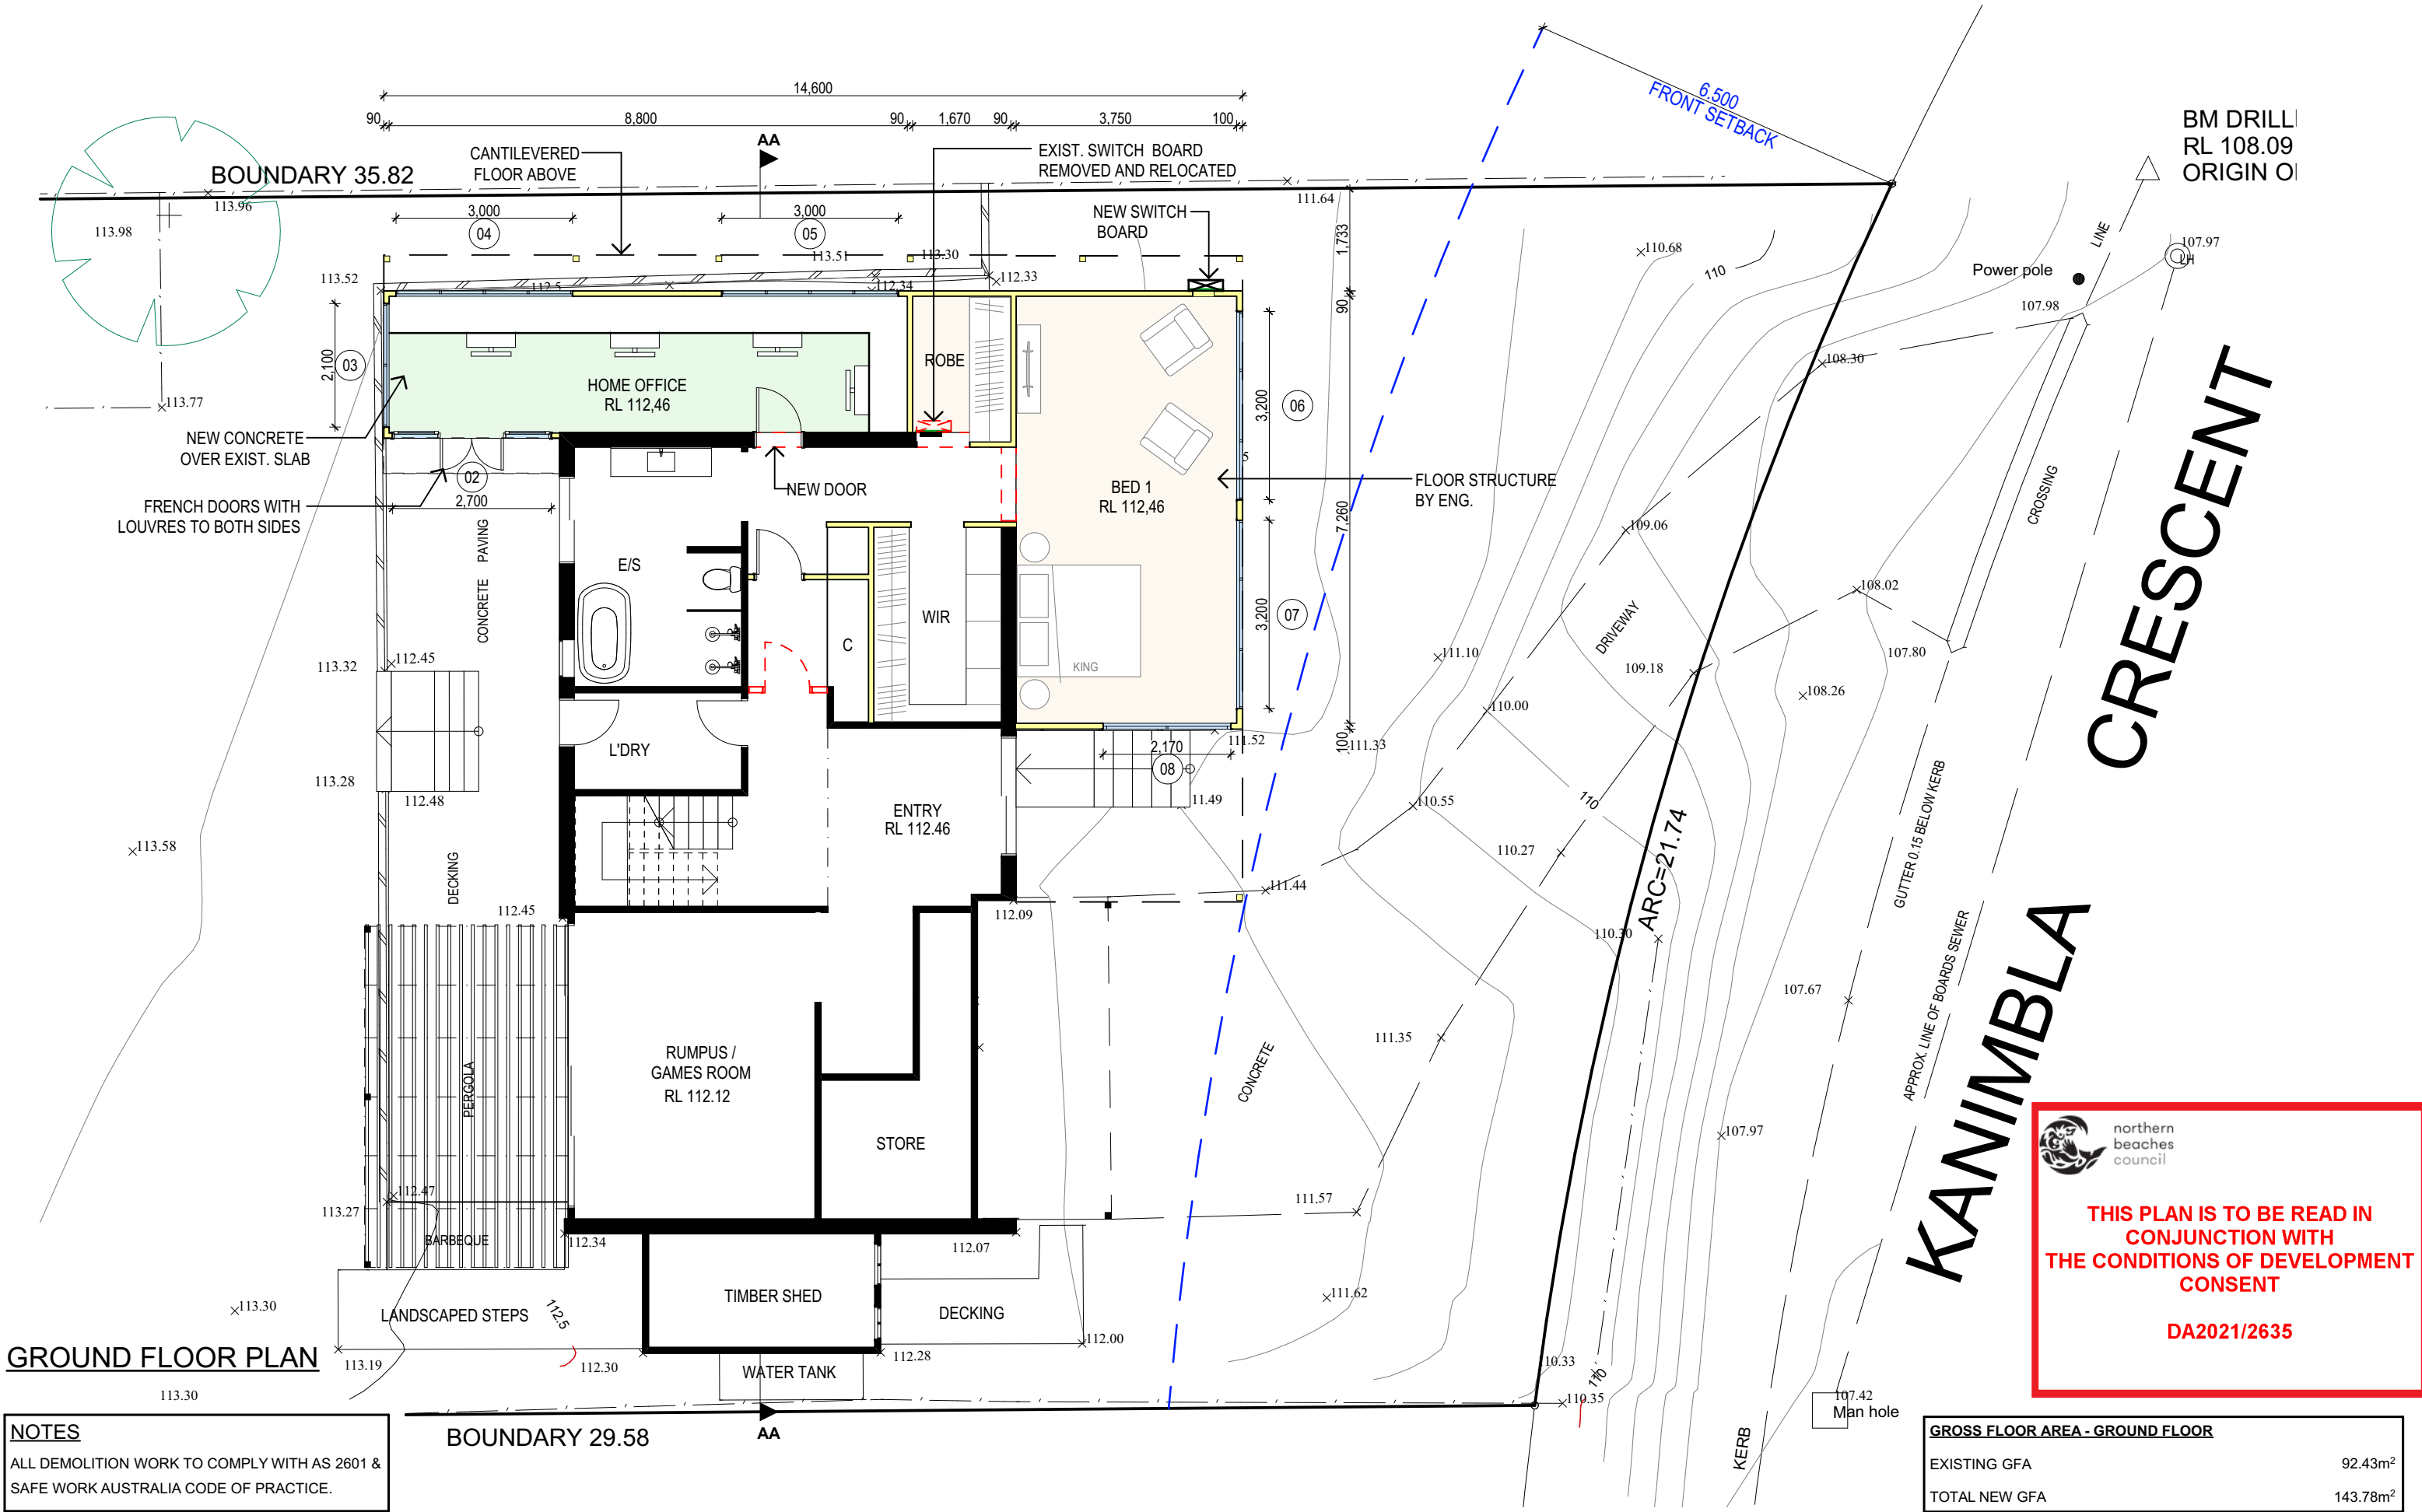 14,600
90
8,800
90
1,670
90
3,750
100
6.500
FRONT SETBACK
BM DRILL
RL 108.09
ORIGIN O
AA
CANTILEVERED
FLOOR ABOVE
EXIST. SWITCH BOARD
REMOVED AND RELOCATED
BOUNDARY 35.82
113.96
113.98
3,000
04
3,000
05
NEW SWITCH
BOARD
111.64
1,733
110.68
110
LINE
107.97
LH
Power pole
107.98
113.51
113.30
112.33
113.52
112.5
112.34
90
2,100
03
ROBE
HOME OFFICE
RL 112,46
108.30
113.77
3,200
06
NEW CONCRETE
OVER EXIST. SLAB
02
2,700
NEW DOOR
BED 1
RL 112,46
5
FLOOR STRUCTURE
BY ENG.
FRENCH DOORS WITH
LOUVRES TO BOTH SIDES
CONCRETE PAVING
7,260
109.06
CROSSING
CRESCENT
E/S
WIR
C
KING
3,200
07
108.02
DRIVEWAY
107.80
113.32
112.45
111.10
109.18
108.26
110.00
L'DRY
2,170
08
111.52
100
111.33
113.28
112.48
11.49
110.55
110
ENTRY
RL 112.46
GUTTER 0.15 BELOW KERB
113.58
110.27
ARC=21.74
DECKING
112.45
112.09
111.44
110.30
APPROX. LINE OF BOARDS SEWER
KANIMBLA
107.67
RUMPUS /
GAMES ROOM
RL 112.12
111.35
CONCRETE
PERGOLA
STORE
107.97
northern
beaches
council
THIS PLAN IS TO BE READ IN
CONJUNCTION WITH
THE CONDITIONS OF DEVELOPMENT
CONSENT
DA2021/2635
112.47
113.27
111.57
BARBEQUE
112.34
112.07
TIMBER SHED
DECKING
111.62
113.30
LANDSCAPED STEPS
112.5
112.00
GROUND FLOOR PLAN
113.19
112.30
112.28
WATER TANK
10.33
110
110.35
113.30
107.42
Man hole
KERB
BOUNDARY 29.58
AA
NOTES
ALL DEMOLITION WORK TO COMPLY WITH AS 2601 &
SAFE WORK AUSTRALIA CODE OF PRACTICE.
GROSS FLOOR AREA - GROUND FLOOR
EXISTING GFA 92.43m²
TOTAL NEW GFA 143.78m²